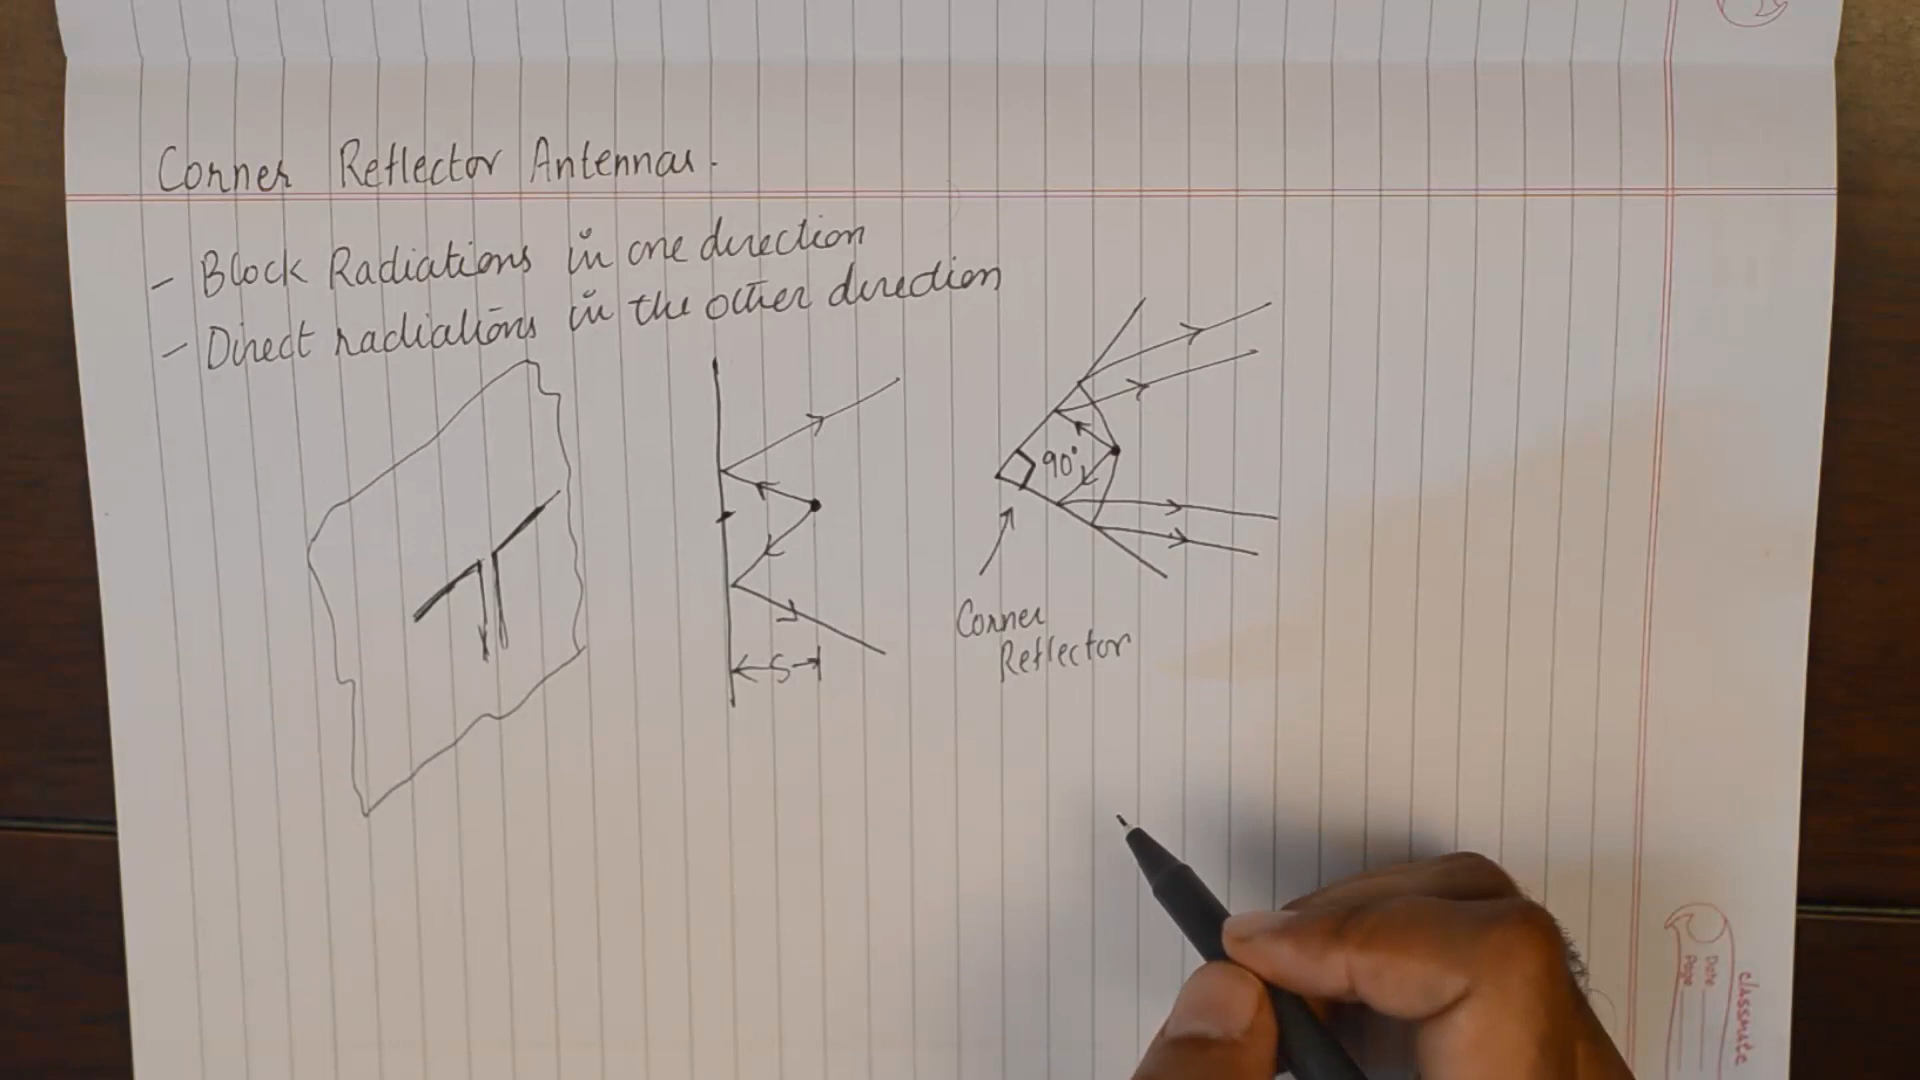 Corner Reflector Antennas.
- Block Radiations in one direction
- Direct radiations in the other direction
90°
S
Corner
Reflector
classmate
Date
Page